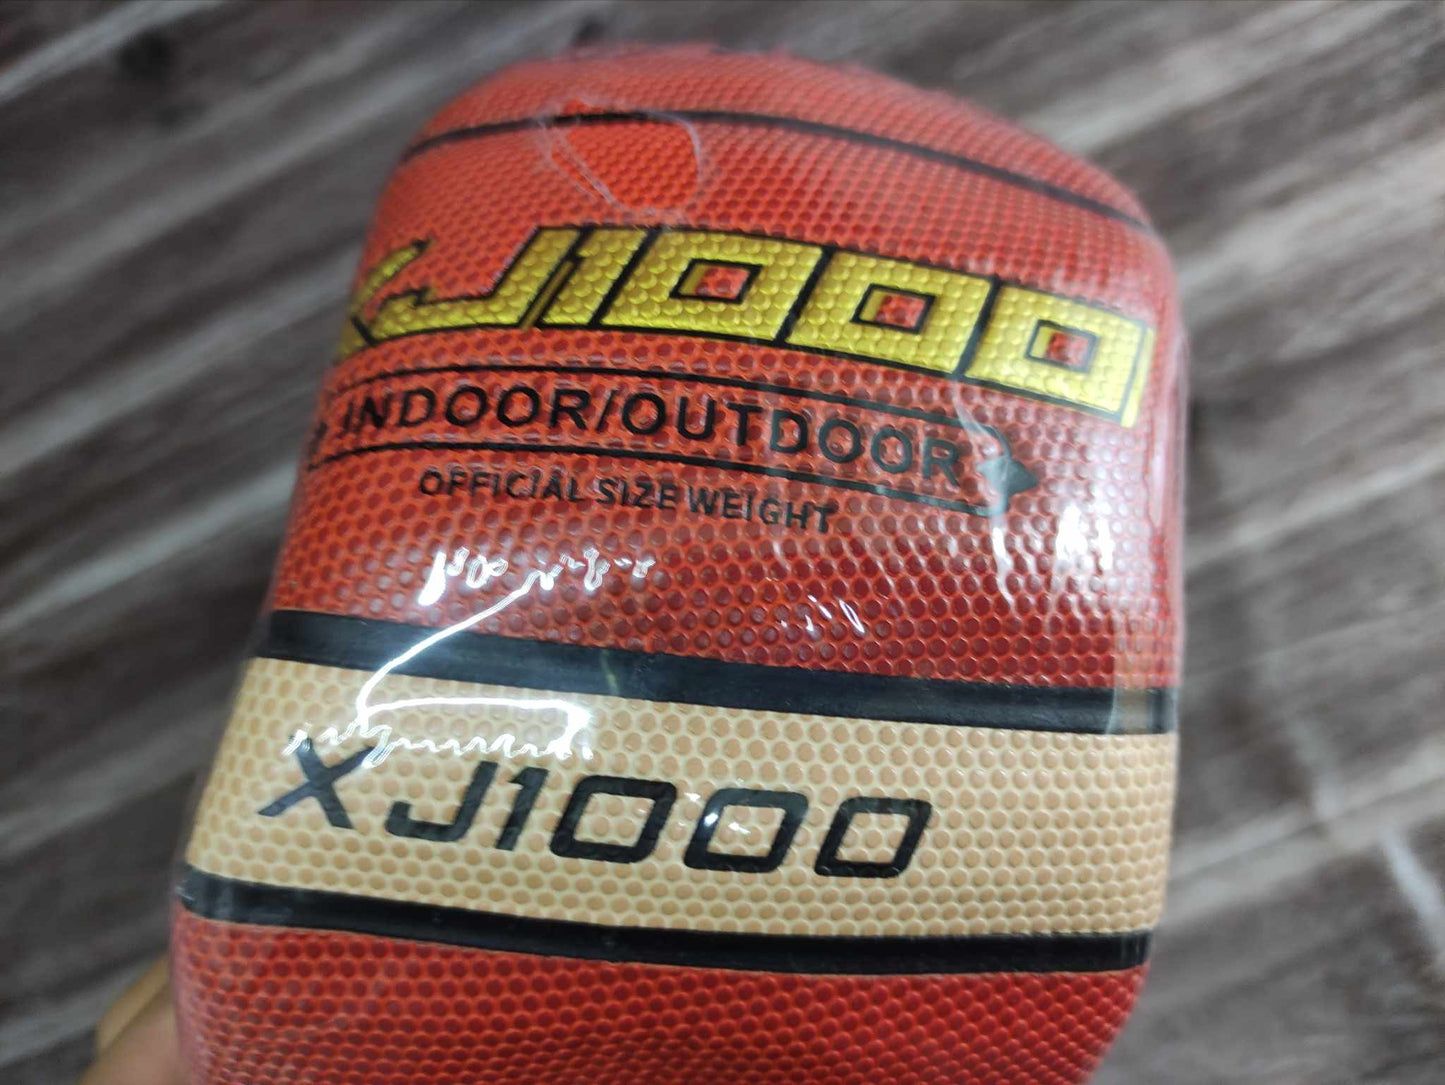 XJ1000
INDOOR/OUTDOOR
OFFICIAL SIZE WEIGHT
XJ1000